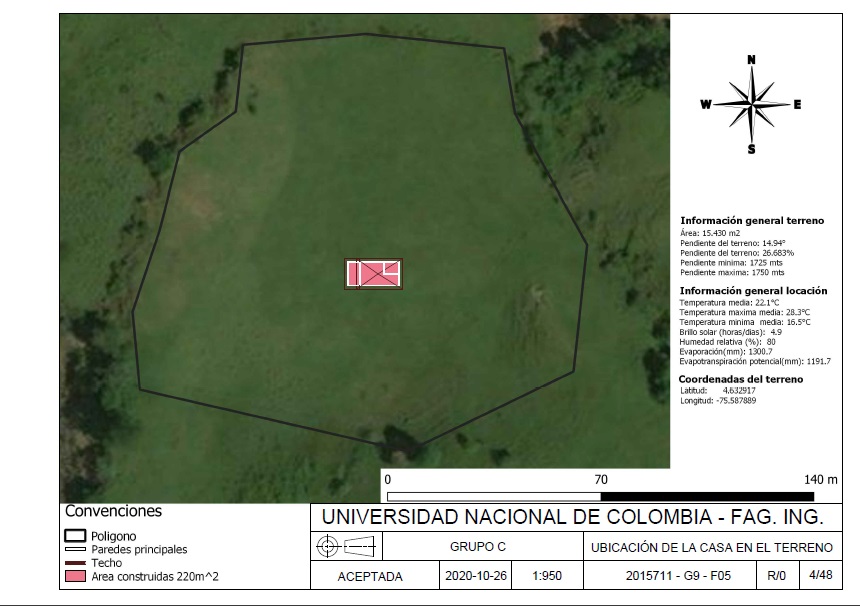 N
W
E
S
Información general terreno
Área: 15.430 m2
Pendiente del terreno: 14.94°
Pendiente del terreno: 26.683%
Pendiente minima: 1725 mts
Pendiente maxima: 1750 mts
Información general locación
Temperatura media: 22.1°C
Temperatura maxima media: 28.3°C
Temperatura minima media: 16.5°C
Brillo solar (horas/dias): 4.9
Humedad relativa (%): 80
Evaporación(mm): 1300.7
Evapotranspiración potencial(mm): 1191.7
Coordenadas del terreno
Latitud: 4.632917
Longitud: -75.587889
0 70 140 m
Convenciones
Poligono
Paredes principales
Techo
Area construidas 220m^2
UNIVERSIDAD NACIONAL DE COLOMBIA - FAG. ING.
GRUPO C
UBICACIÓN DE LA CASA EN EL TERRENO
ACEPTADA
2020-10-26
1:950
2015711 - G9 - F05
R/0
4/48